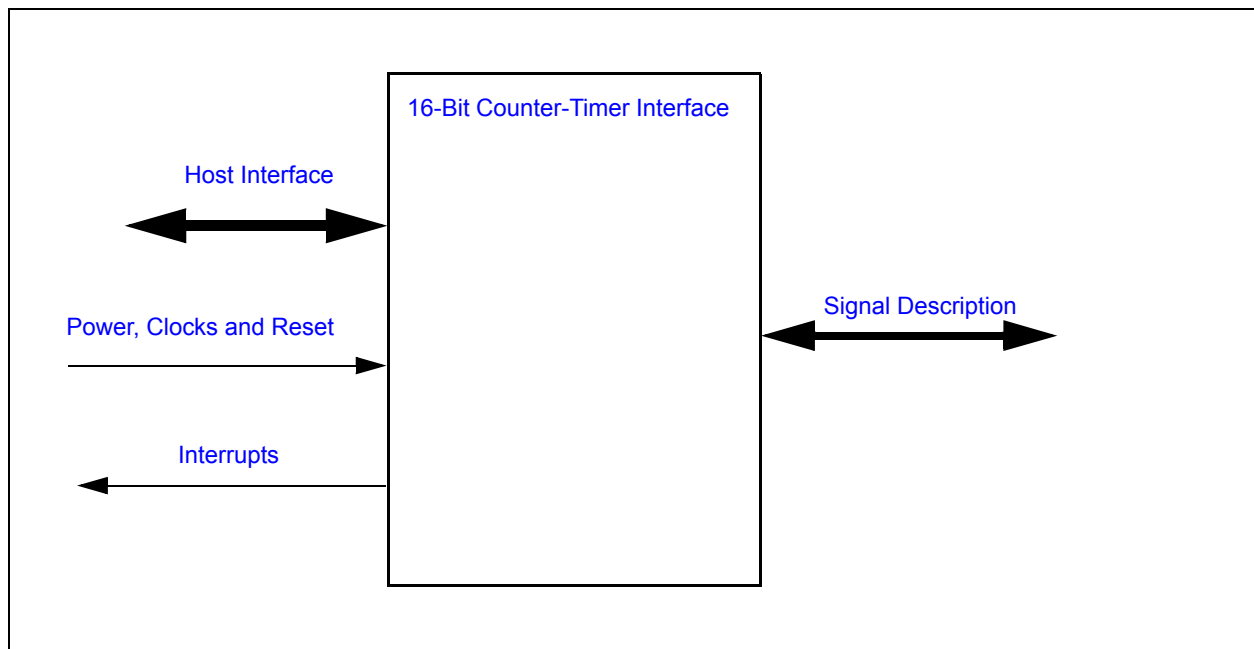 16-Bit Counter-Timer Interface
Host Interface
Signal Description
Power, Clocks and Reset
Interrupts